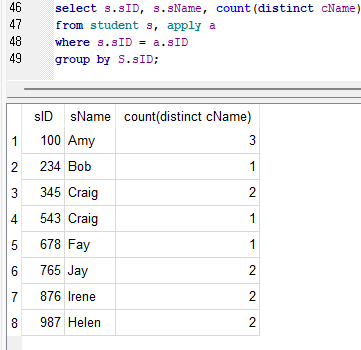 46 select s.sID, s.sName, count(distinct cName)
47 from student s, apply a
48 where s.sID = a.sID
49 group by S.sID;
sID sName count(distinct cName)
1 100 Amy 3
2 234 Bob 1
3 345 Craig 2
4 543 Craig 1
5 678 Fay 1
6 765 Jay 2
7 876 Irene 2
8 987 Helen 2